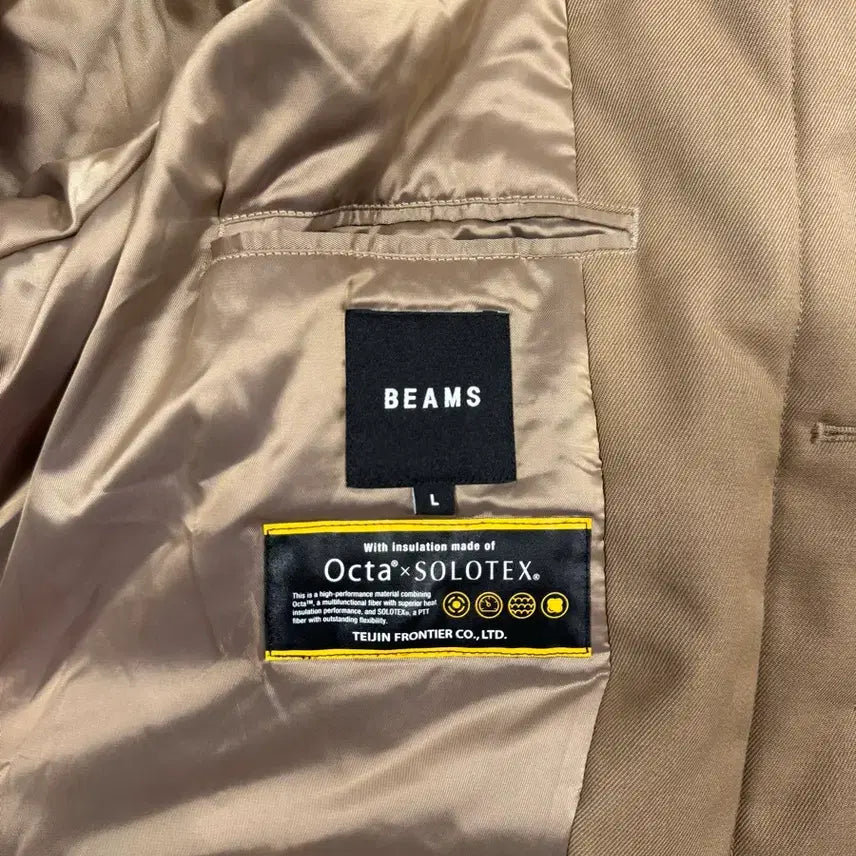 BEAMS
L
With insulation made of
Octa®×SOLOTEX®
This is a high-performance material combining
Octa™, a multifunctional fiber with superior heat
insulation performance, and SOLOTEX®, a PTT
fiber with outstanding flexibility.
TEIJIN FRONTIER CO., LTD.